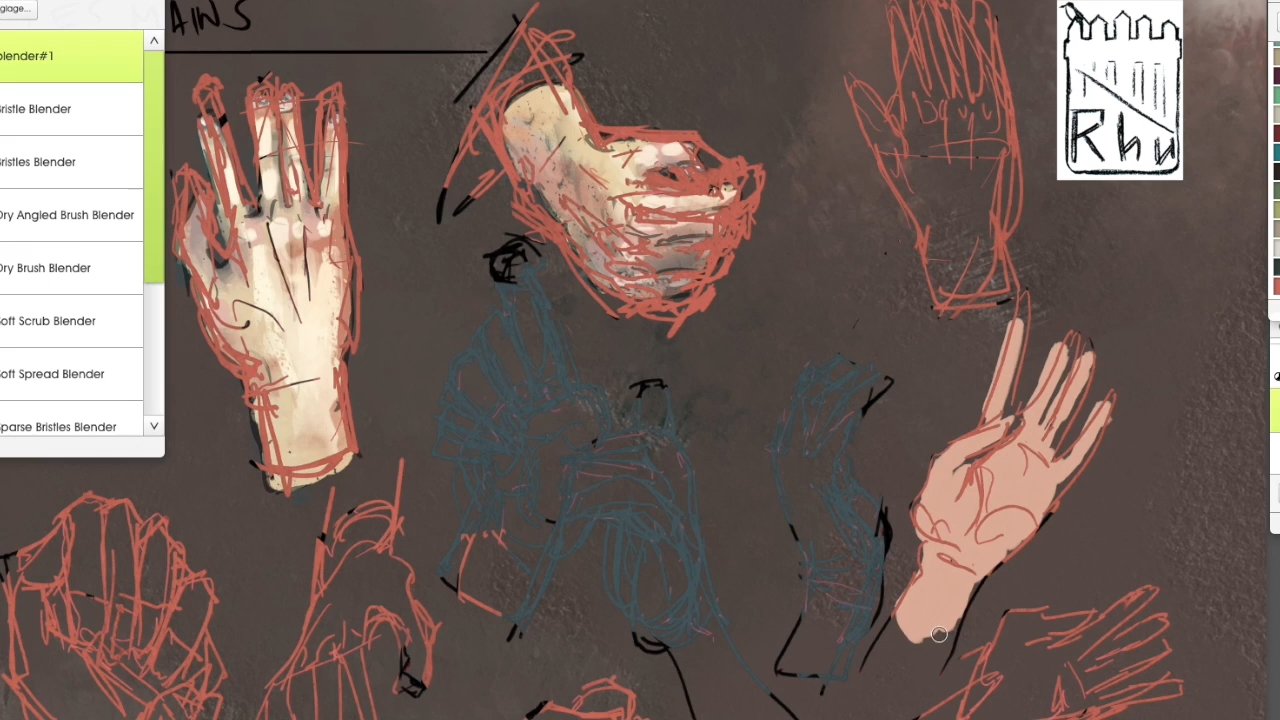 glage...
AINS
blender#1
Bristle Blender
Bristles Blender
Dry Angled Brush Blender
Dry Brush Blender
Soft Scrub Blender
Soft Spread Blender
Sparse Bristles Blender
Rhu